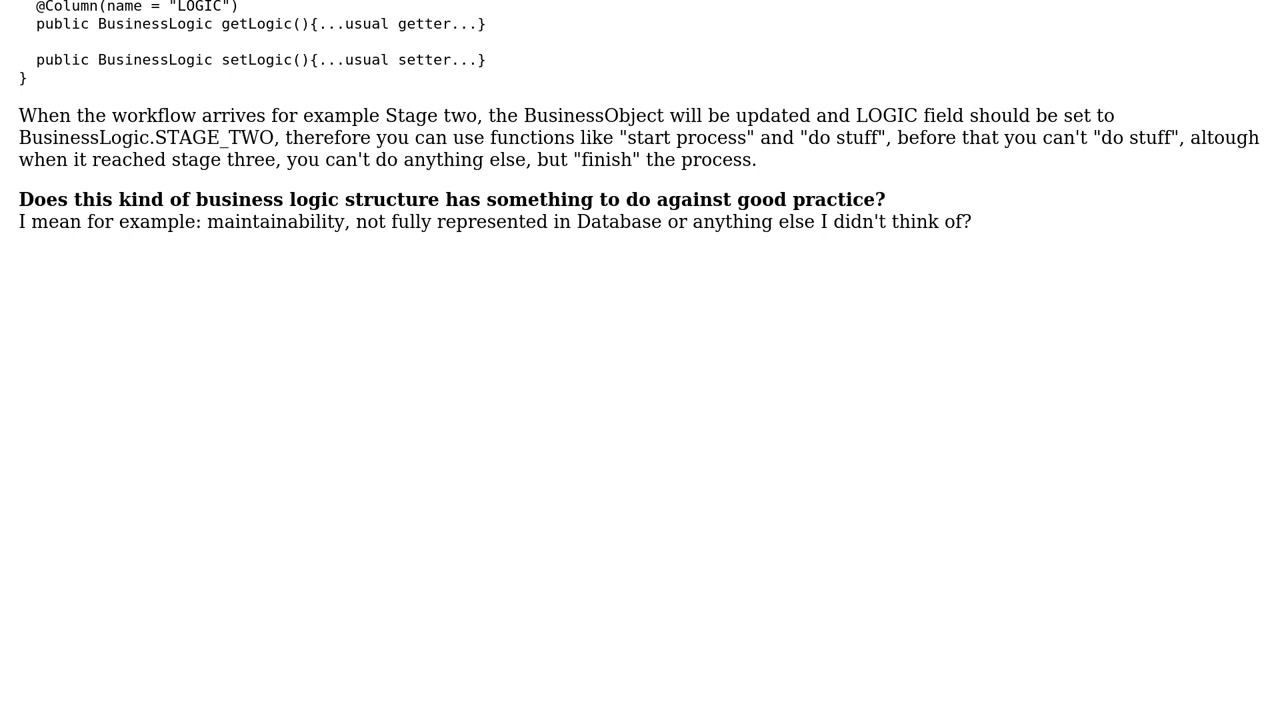 @Column(name = "LOGIC")
public BusinessLogic getLogic(){...usual getter...}
public BusinessLogic setLogic(){...usual setter...}
}
When the workflow arrives for example Stage two, the BusinessObject will be updated and LOGIC field should be set to
BusinessLogic.STAGE_TWO, therefore you can use functions like "start process" and "do stuff", before that you can't "do stuff", altough
when it reached stage three, you can't do anything else, but "finish" the process.
Does this kind of business logic structure has something to do against good practice?
I mean for example: maintainability, not fully represented in Database or anything else I didn't think of?